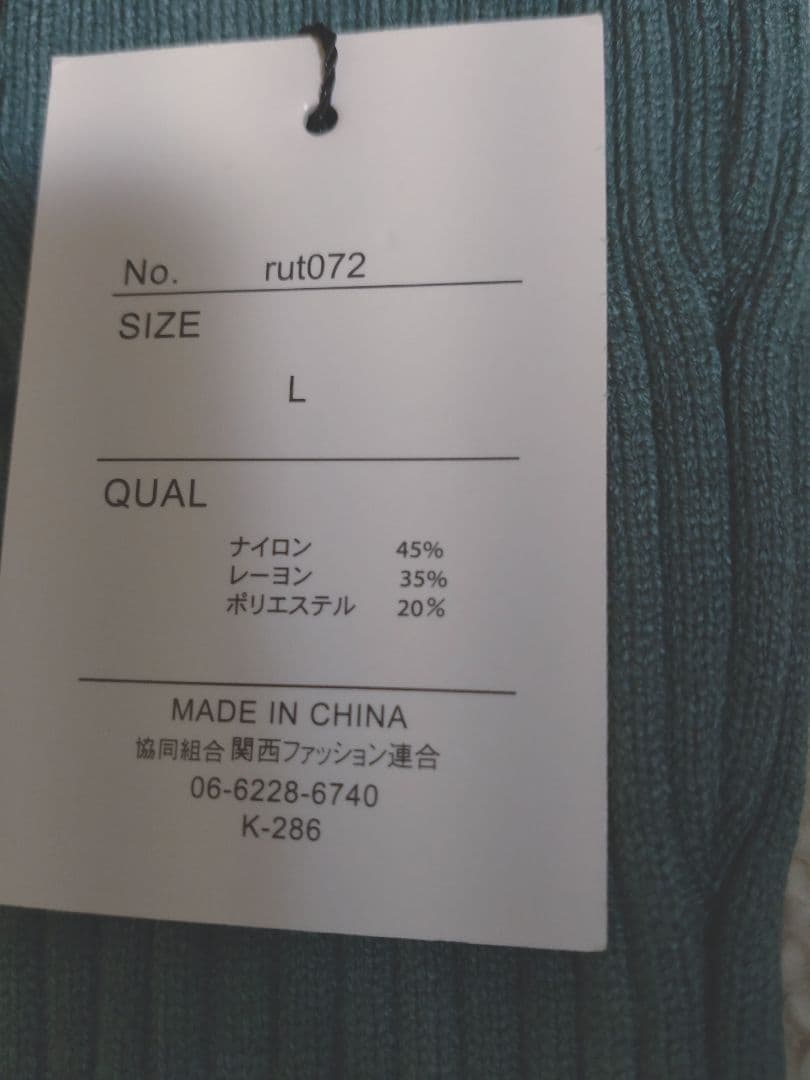 No. rut072
SIZE
L
QUAL
ナイロン 45%
レーヨン 35%
ポリエステル 20%
MADE IN CHINA
協同組合 関西ファッション連合
06-6228-6740
K-286